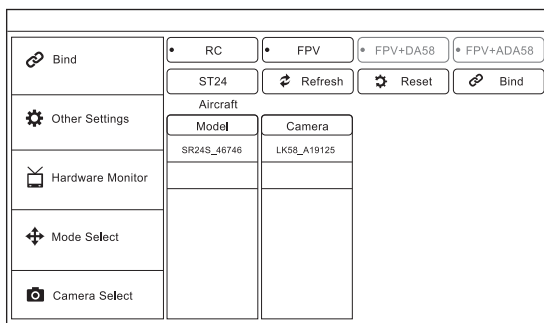 Bind
Other Settings
Hardware Monitor
Mode Select
Camera Select
RC FPV FPV+DA58 FPV+ADA58
ST24 Refresh Reset Bind
Aircraft
Model Camera
SR24S_46746 LK58_A19125